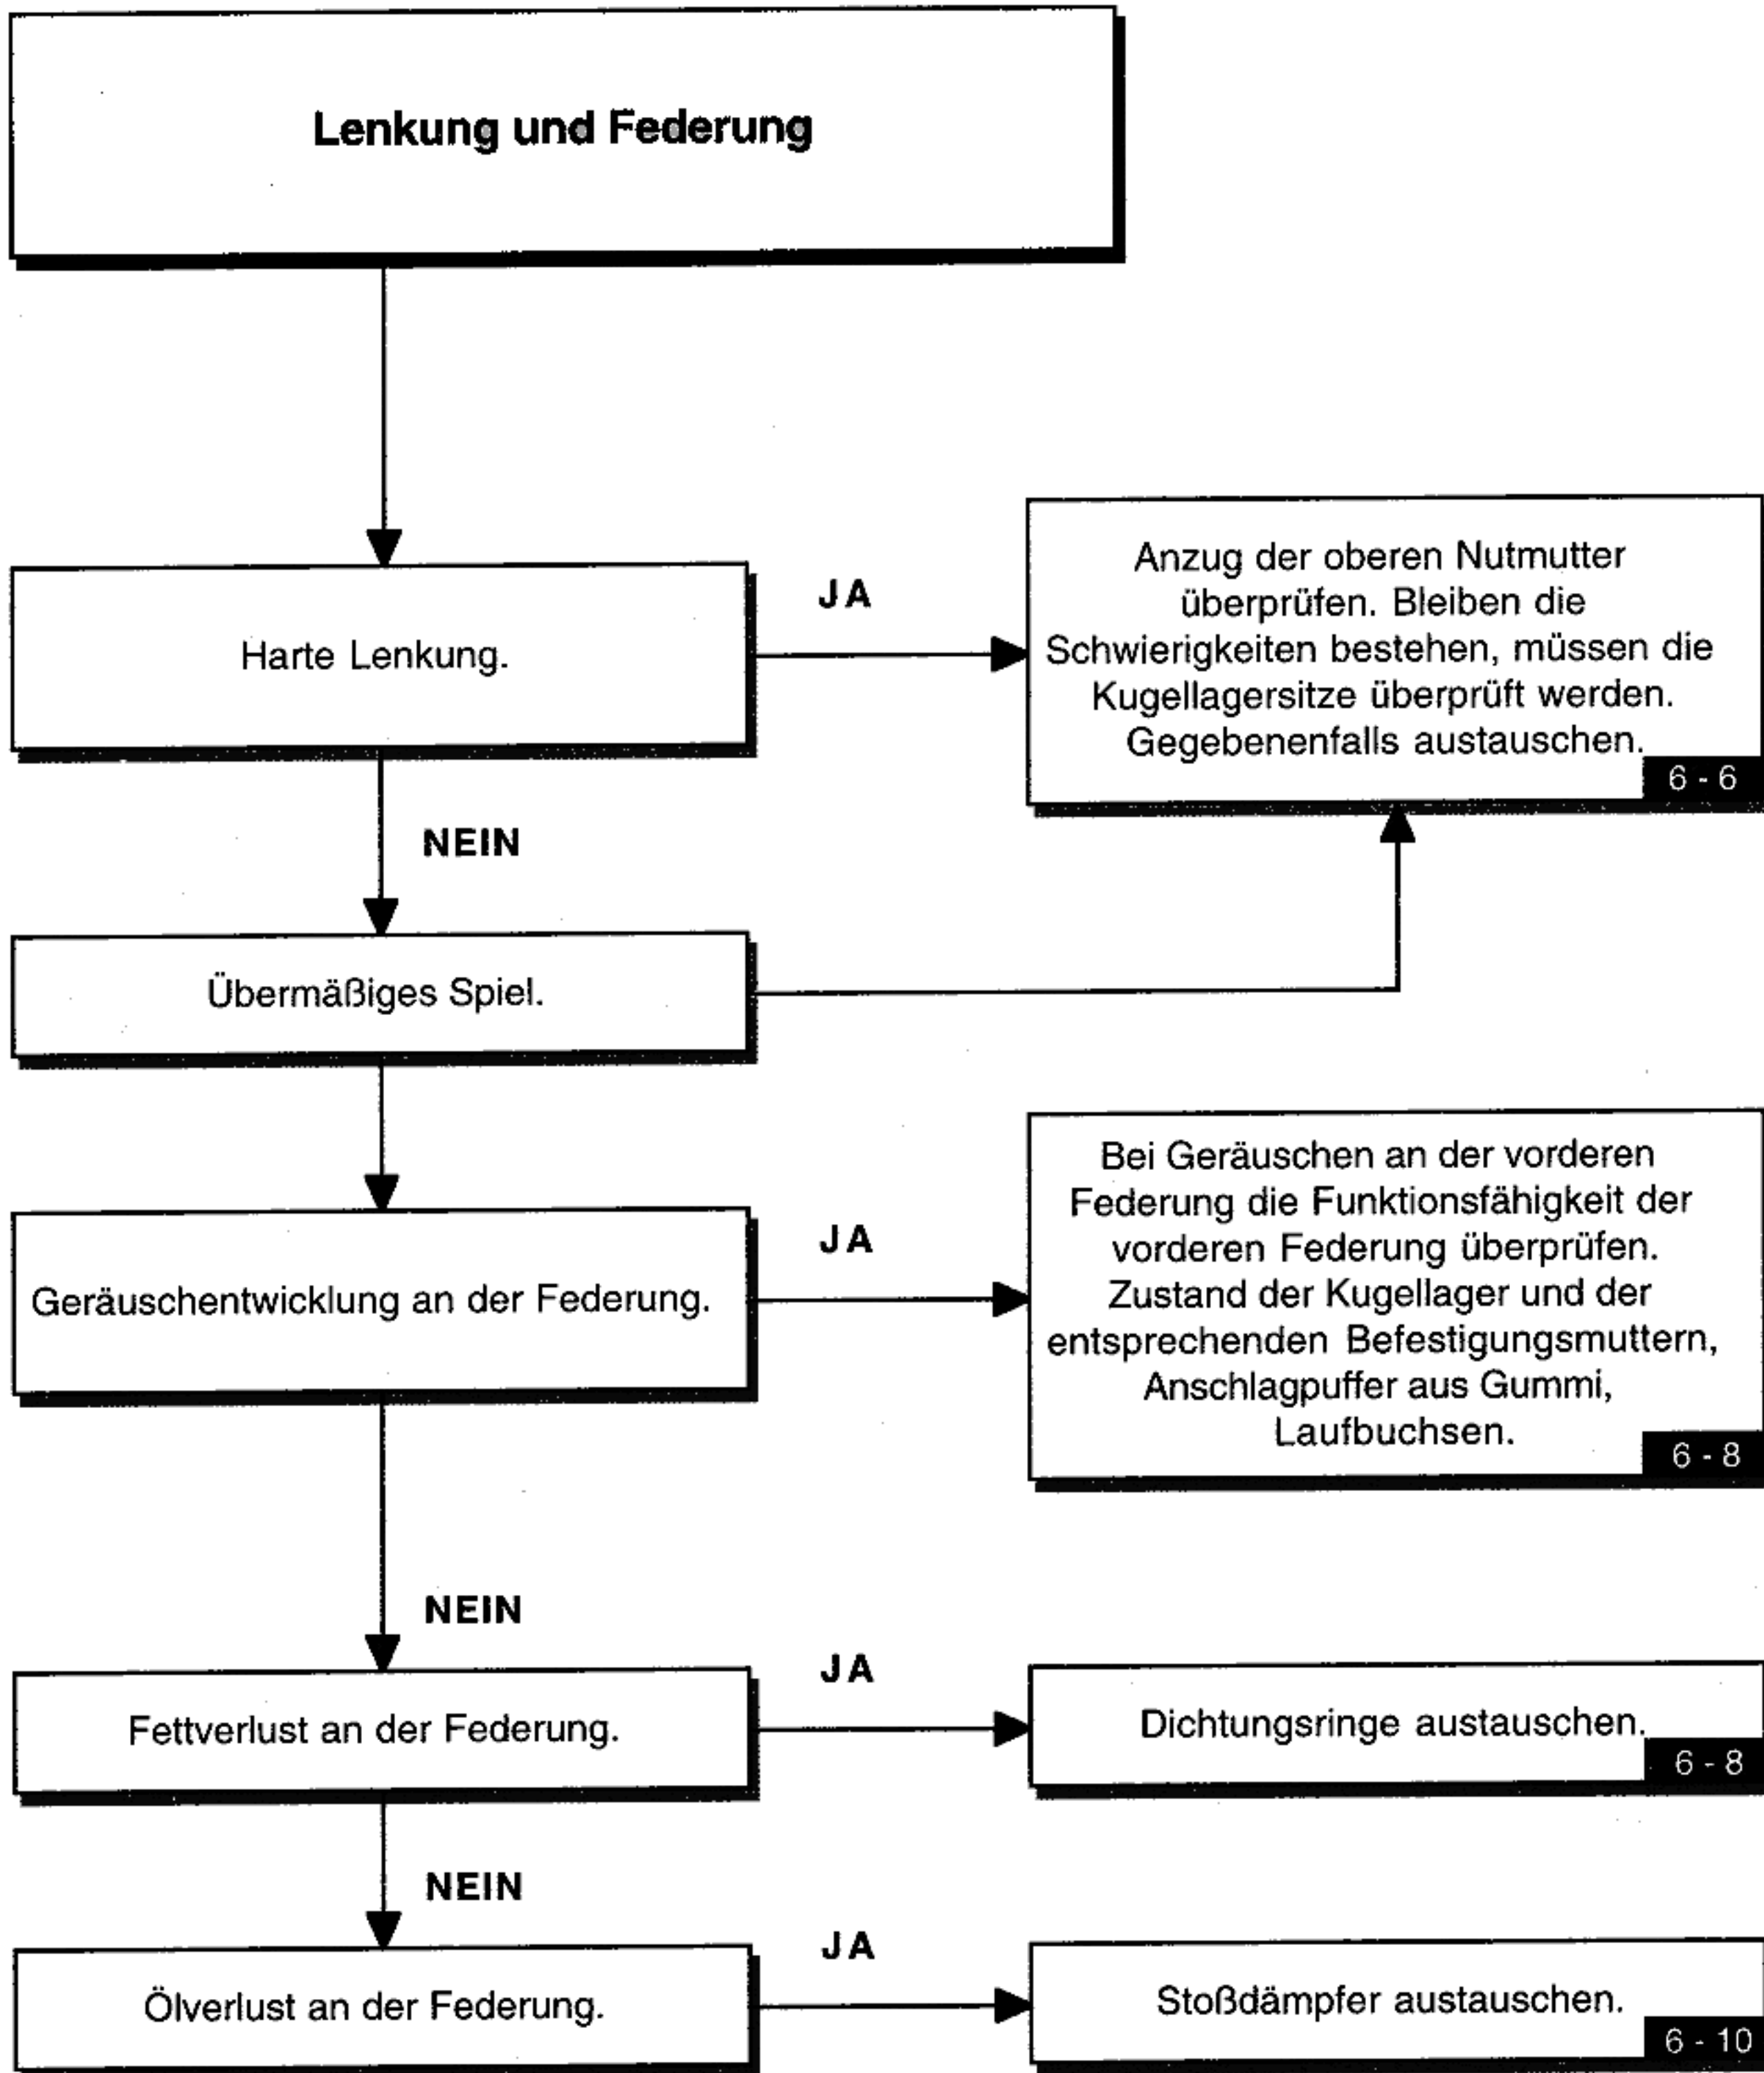 Lenkung und Federung
Harte Lenkung.
JA
Anzug der oberen Nutmutter
überprüfen. Bleiben die
Schwierigkeiten bestehen, müssen die
Kugellagersitze überprüft werden.
Gegebenenfalls austauschen.
6 - 6
NEIN
Übermäßiges Spiel.
Geräuschentwicklung an der Federung.
JA
Bei Geräuschen an der vorderen
Federung die Funktionsfähigkeit der
vorderen Federung überprüfen.
Zustand der Kugellager und der
entsprechenden Befestigungsmuttern,
Anschlagpuffer aus Gummi,
Laufbuchsen.
6 - 8
NEIN
Fettverlust an der Federung.
JA
Dichtungsringe austauschen.
6 - 8
NEIN
Ölverlust an der Federung.
JA
Stoßdämpfer austauschen.
6 - 10